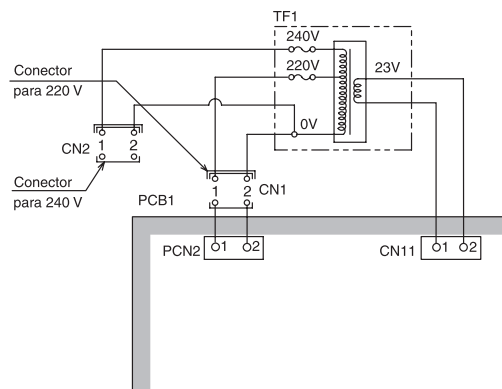 TF1
240V
220V
23V
0V
Conector
para 220 V
1 2
CN2
Conector
para 240 V
1 2
CN1
PCB1
PCN2
1 2
CN11
1 2